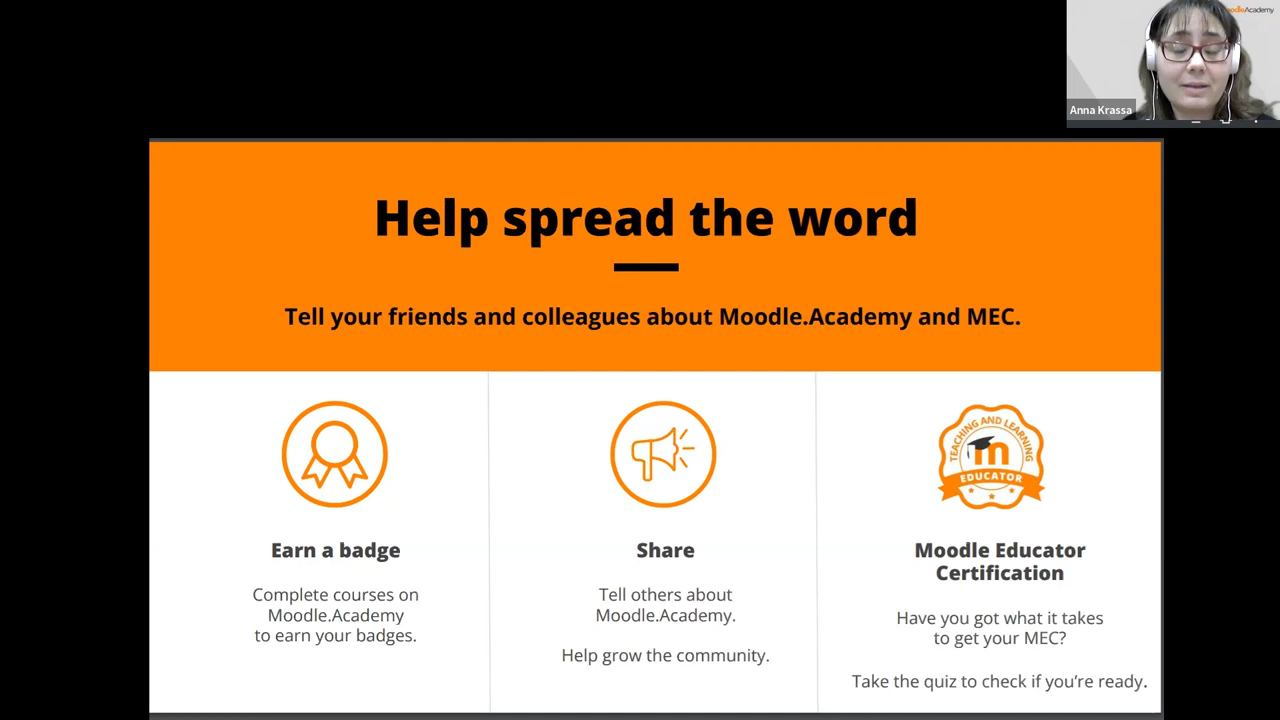 MoodleAcademy
Anna Krassa
Help spread the word
Tell your friends and colleagues about Moodle.Academy and MEC.
TEACHING AND LEARNING
m
EDUCATOR
Earn a badge
Complete courses on
Moodle.Academy
to earn your badges.
Share
Tell others about
Moodle.Academy.
Help grow the community.
Moodle Educator
Certification
Have you got what it takes
to get your MEC?
Take the quiz to check if you’re ready.